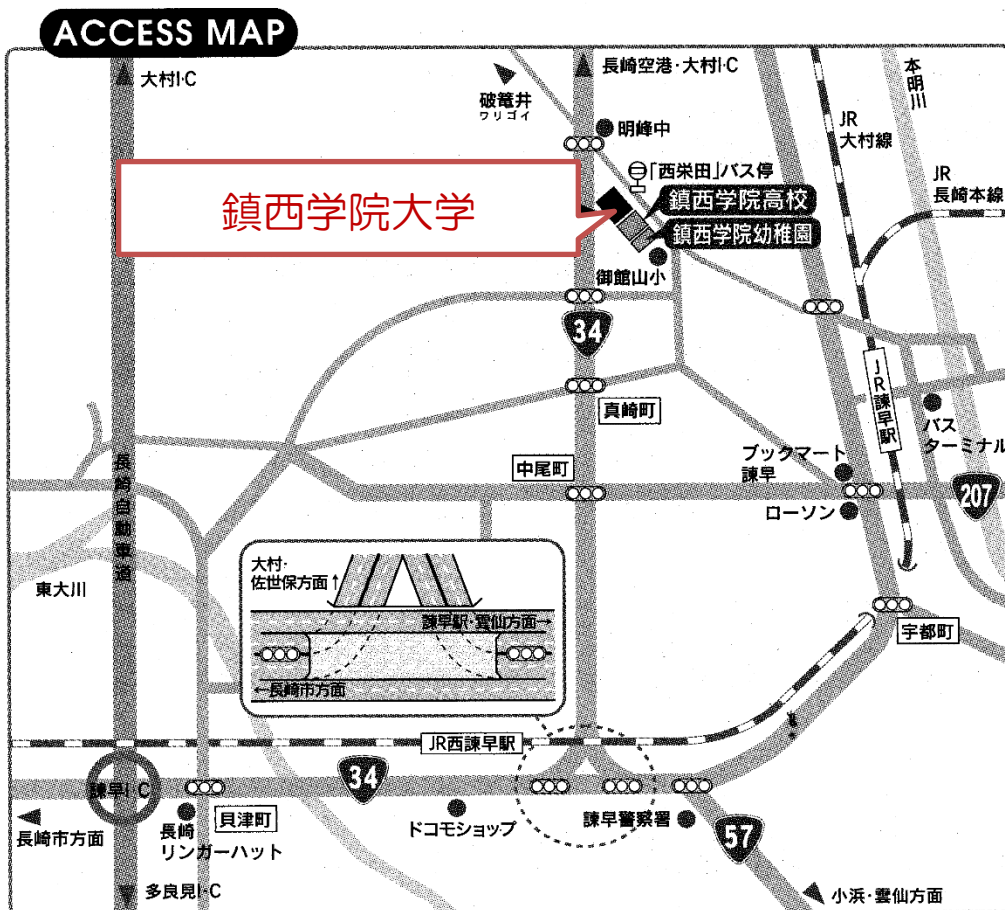 ACCESS MAP
大村I・C
破篭井
ワリゴイ
長崎空港・大村I・C
明峰中
「西栄田」バス停
鎮西学院大学
鎮西学院高校
鎮西学院幼稚園
御館山小
本明川
JR
大村線
JR
長崎本線
34
真崎町
中尾町
JR諫早駅
バス
ターミナル
ブックマート
諫早
ローソン
207
長崎自動車道
東大川
大村・
佐世保方面↑
諫早駅・雲仙方面→
←長崎市方面
宇都町
JR西諫早駅
諫早I・C
34
貝津町
長崎市方面
長崎
リンガーハット
ドコモショップ
諫早警察署
57
多良見I・C
小浜・雲仙方面